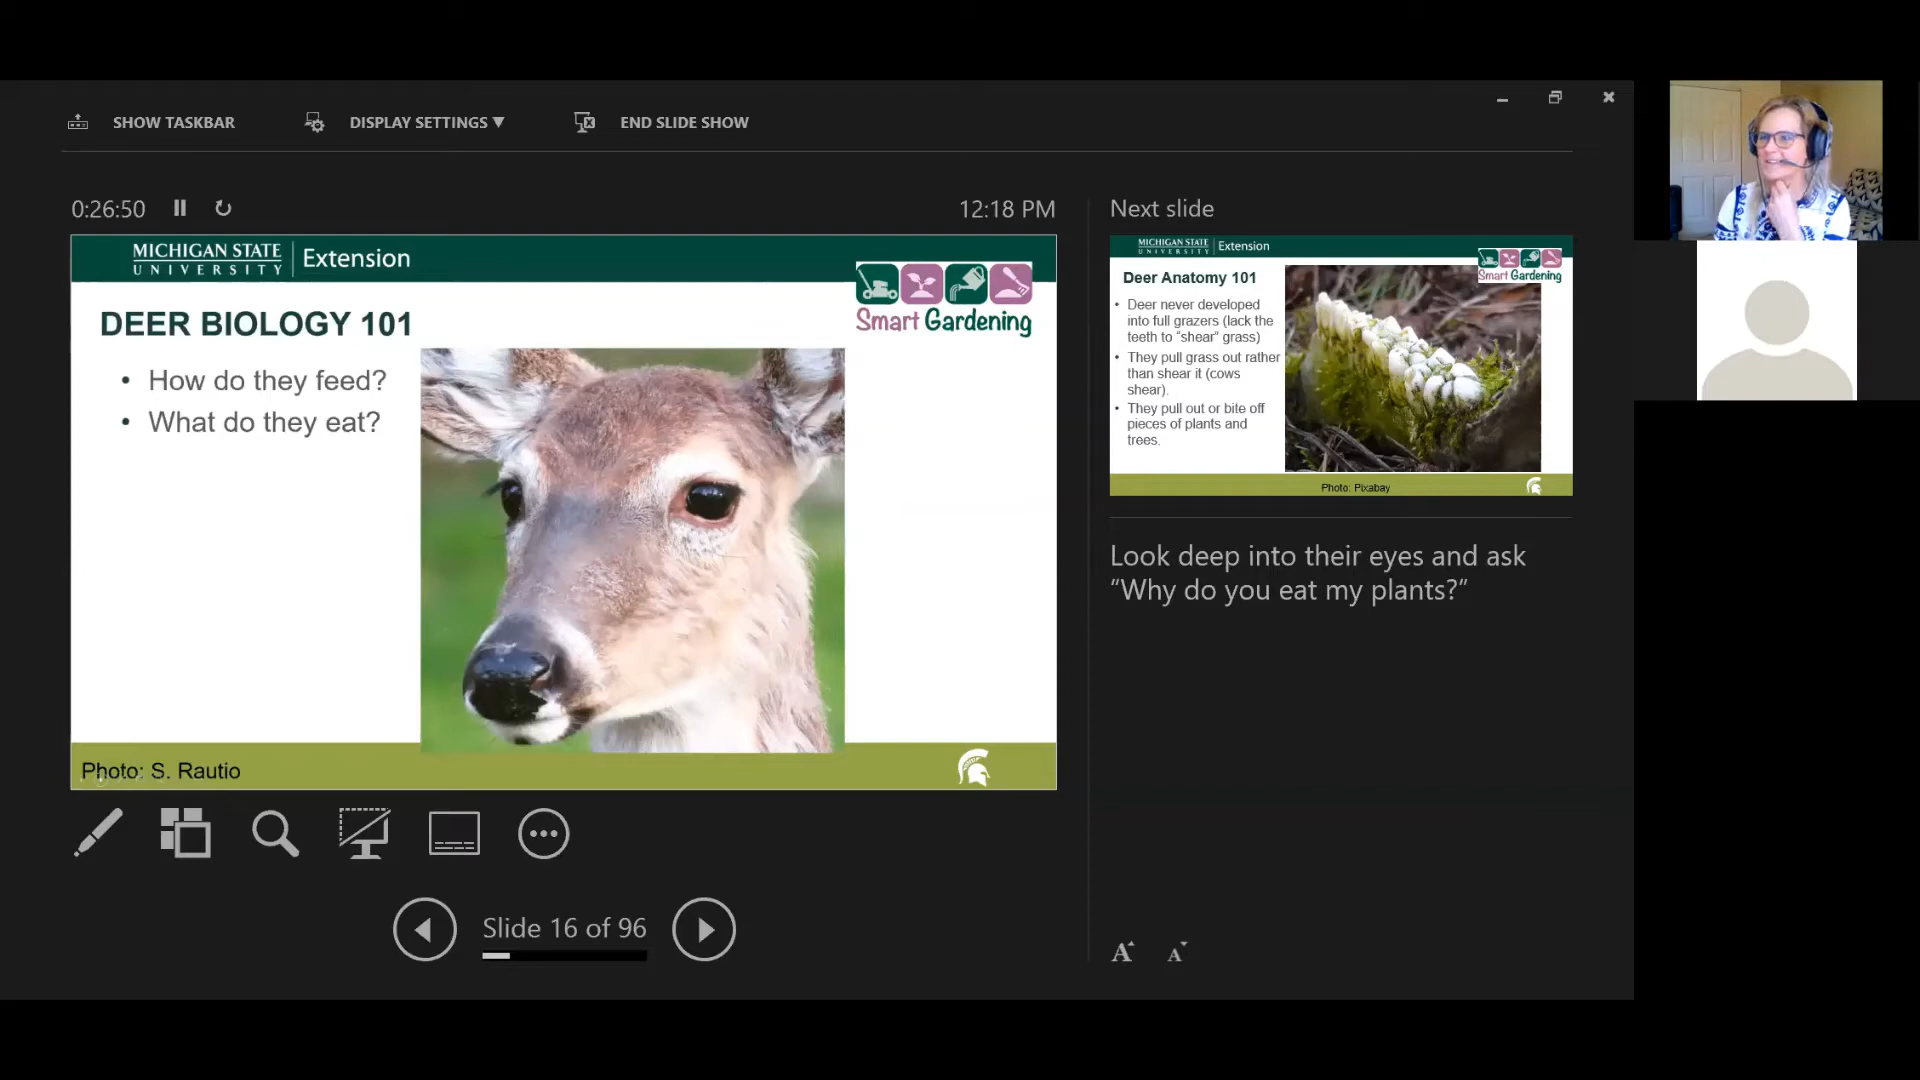 SHOW TASKBAR
DISPLAY SETTINGS ▼
END SLIDE SHOW
0:26:50
12:18 PM
MICHIGAN STATE
UNIVERSITY
Extension
Smart Gardening
DEER BIOLOGY 101
• How do they feed?
• What do they eat?
Photo: S. Rautio
Slide 16 of 96
Next slide
MICHIGAN STATE
UNIVERSITY
Extension
Smart Gardening
Deer Anatomy 101
• Deer never developed
into full grazers (lack the
teeth to “shear” grass)
• They pull grass out rather
than shear it (cows
shear).
• They pull out or bite off
pieces of plants and
trees.
Photo: Pixabay
Look deep into their eyes and ask
“Why do you eat my plants?”
A A